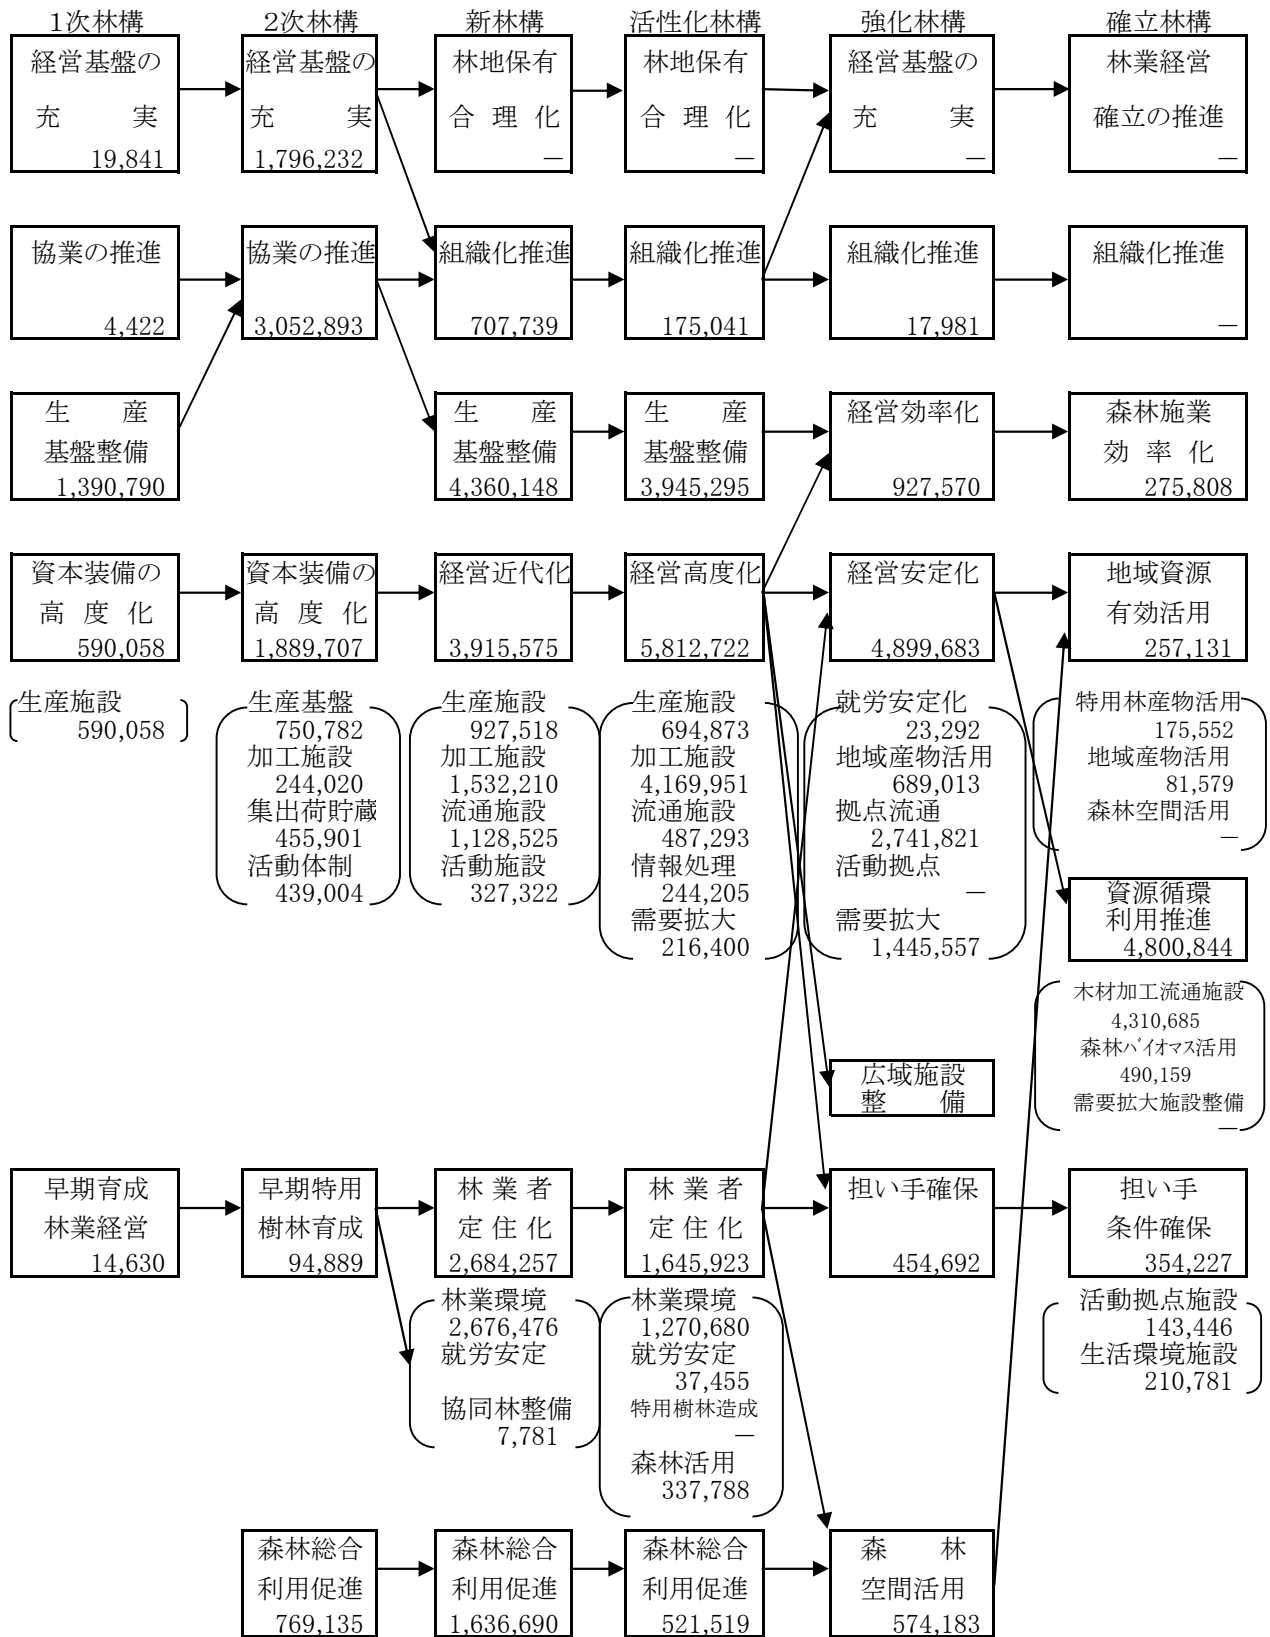 1次林構 2次林構 新林構 活性化林構 強化林構 確立林構
経営基盤の 経営基盤の 林地保有 林地保有 経営基盤の 林業経営
充 実 充 実 合 理 化 合 理 化 充 実 確立の推進
19,841 1,796,232 － － － －
協業の推進 協業の推進 組織化推進 組織化推進 組織化推進 組織化推進
4,422 3,052,893 707,739 175,041 17,981 －
生 産 生 産 生 産 経営効率化 森林施業
基盤整備 基盤整備 基盤整備 効 率 化
1,390,790 4,360,148 3,945,295 927,570 275,808
資本装備の 資本装備の 経営近代化 経営高度化 経営安定化 地域資源
高 度 化 高 度 化 有効活用
590,058 1,889,707 3,915,575 5,812,722 4,899,683 257,131
生産施設 生産基盤 生産施設 生産施設 就労安定化 特用林産物活用
590,058 750,782 927,518 694,873 23,292 175,552
加工施設 加工施設 加工施設 地域産物活用 地域産物活用
244,020 1,532,210 4,169,951 689,013 81,579
集出荷貯蔵 流通施設 流通施設 拠点流通 森林空間活用
455,901 1,128,525 487,293 2,741,821 －
活動体制 活動施設 情報処理 活動拠点
439,004 327,322 244,205 －
資源循環
利用推進
需要拡大 需要拡大
216,400 1,445,557 4,800,844
木材加工流通施設
4,310,685
森林ﾊﾞｲｵﾏｽ活用
490,159
需要拡大施設整備
－
広域施設
整 備
早期育成 早期特用 林 業 者 林 業 者 担い手確保 担い手
林業経営 樹林育成 定 住 化 定 住 化 条件確保
14,630 94,889 2,684,257 1,645,923 454,692 354,227
林業環境 林業環境 活動拠点施設
2,676,476 1,270,680 143,446
就労安定 就労安定 生活環境施設
37,455 210,781
協同林整備 特用樹林造成
7,781 －
森林活用
337,788
森林総合 森林総合 森林総合 森 林
利用促進 利用促進 利用促進 空間活用
769,135 1,636,690 521,519 574,183